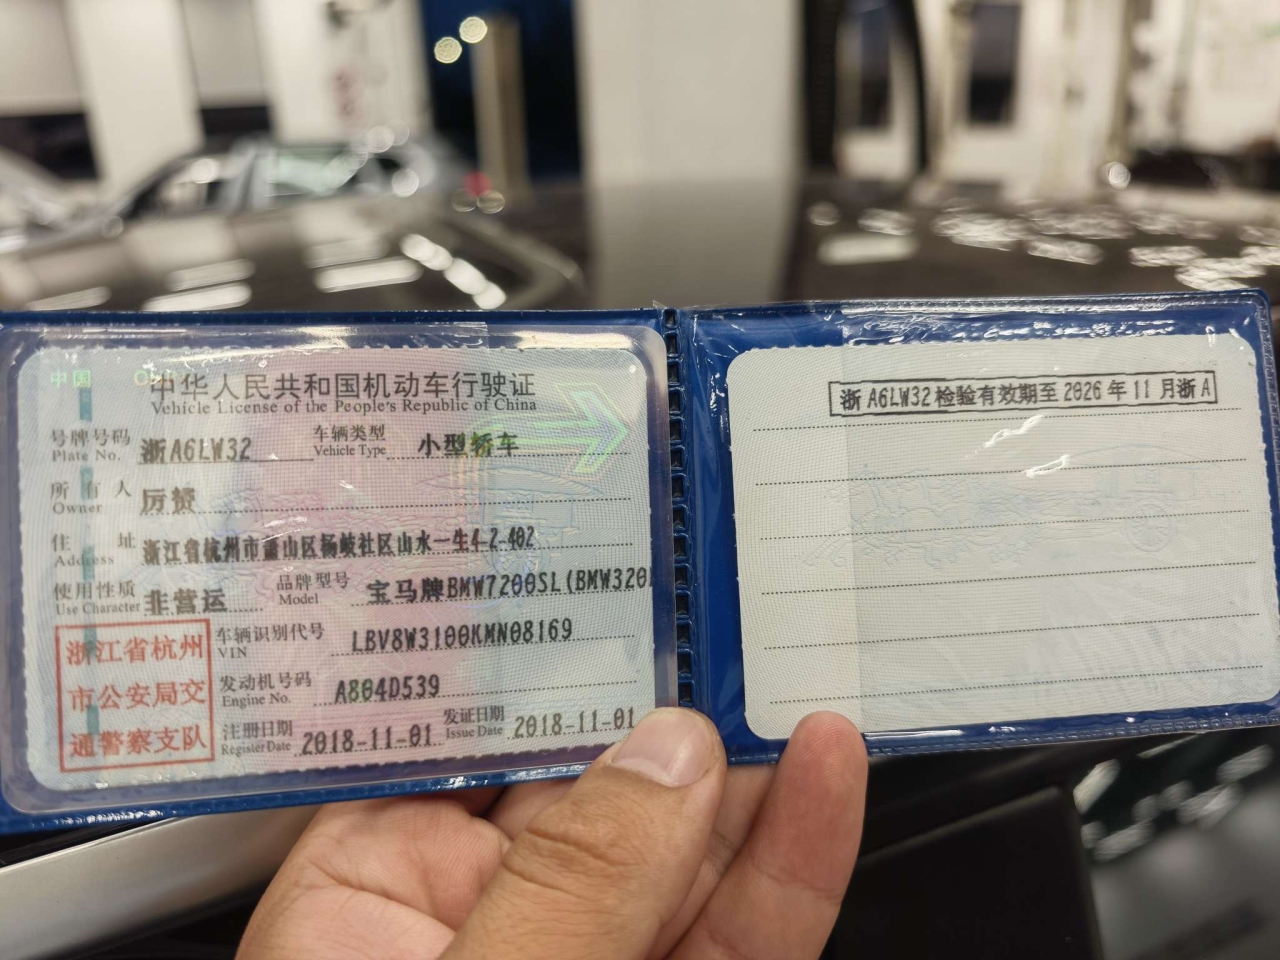 中国
中华人民共和国机动车行驶证
Vehicle License of the People's Republic of China
号牌号码 浙A6LW32 车辆类型 小型轿车
Plate No. Vehicle Type
所有人 厉赞
Owner
住址 浙江省杭州市萧山区杨岐社区山水一生4-2-402
Address
使用性质 非营运 品牌型号 宝马牌BMW7200SL(BMW320
Use Character Model
浙江省杭州市公安局交通警察支队
车辆识别代号 LBV8W3100KMN08169
VIN
发动机号码 A804D539
Engine No.
注册日期 2018-11-01 发证日期 2018-11-01
Register Date Issue Date
浙A6LW32检验有效期至2026年11月浙A